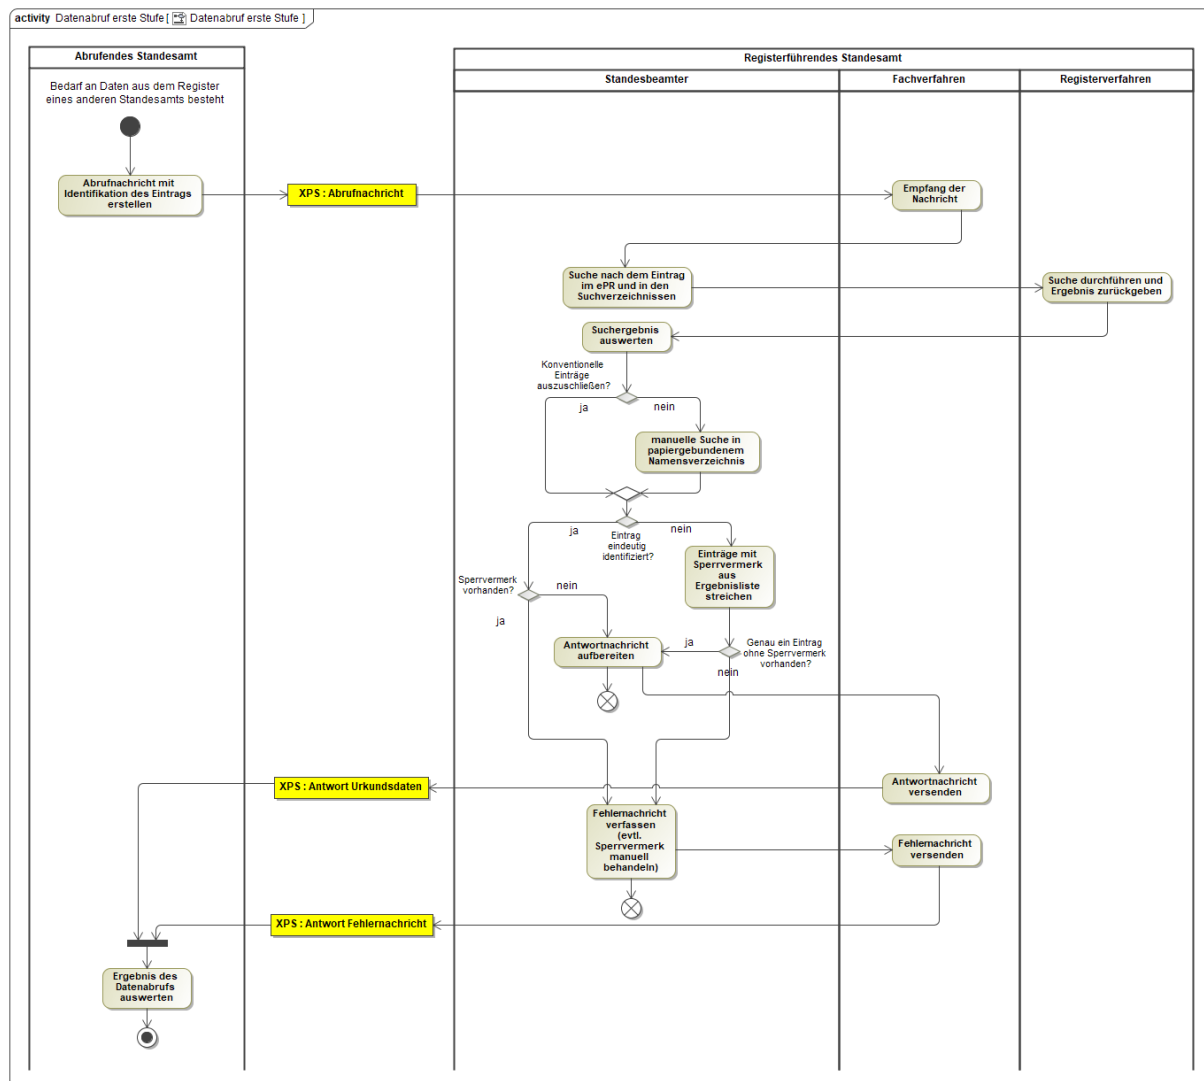 activity Datenabruf erste Stufe [ Datenabruf erste Stufe ]
Abrufendes Standesamt
Registerführendes Standesamt
Standesbeamter
Fachverfahren
Registerverfahren
Bedarf an Daten aus dem Register
eines anderen Standesamts besteht
Abrufnachricht mit
Identifikation des Eintrags
erstellen
XPS : Abrufnachricht
Empfang der
Nachricht
Suche nach dem Eintrag
im ePR und in den
Suchverzeichnissen
Suche durchführen und
Ergebnis zurückgeben
Suchergebnis
auswerten
Konventionelle
Einträge
auszuschließen?
ja
nein
manuelle Suche in
papiergebundenem
Namensverzeichnis
ja
Eintrag
eindeutig
identifiziert?
nein
Einträge mit
Sperrvermerk
aus
Ergebnisliste
streichen
Sperrvermerk
vorhanden?
nein
ja
Antwortnachricht
aufbereiten
ja
Genau ein Eintrag
ohne Sperrvermerk
vorhanden?
nein
XPS : Antwort Urkundsdaten
Antwortnachricht
versenden
Fehlernachricht
verfassen
(evtl.
Sperrvermerk
manuell
behandeln)
Fehlernachricht
versenden
XPS : Antwort Fehlernachricht
Ergebnis des
Datenabrufs
auswerten